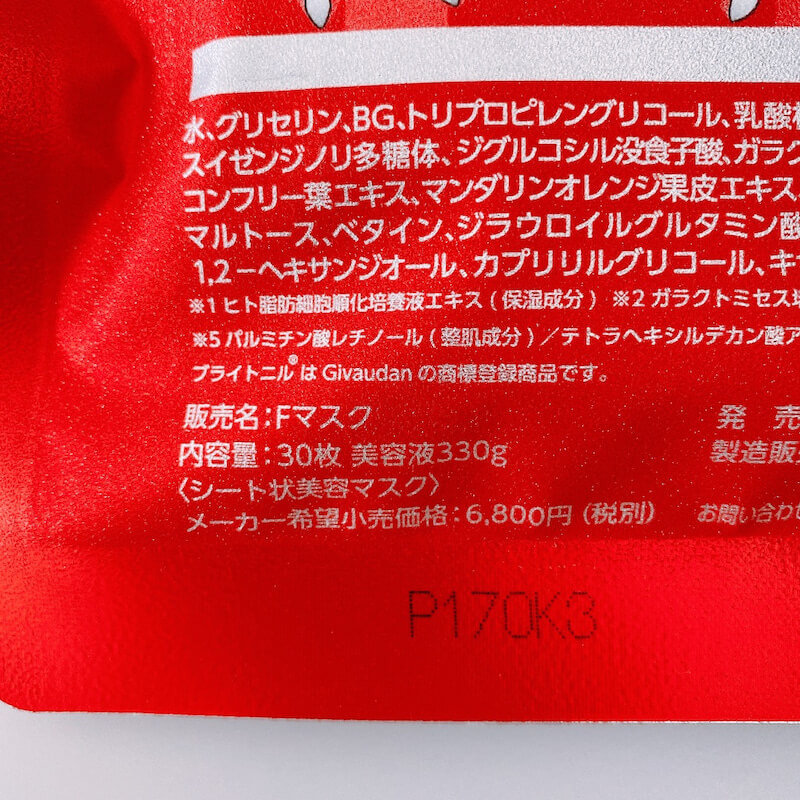 水、グリセリン、BG、トリプロピレングリコール、乳酸
スイゼンジノリ多糖体、ジグルコシル没食子酸、ガラク
コンフリー葉エキス、マンダリンオレンジ果皮エキス、
マルトース、ベタイン、ジラウロイルグルタミン酸
1,2－ヘキサンジオール、カプリリルグリコール、キ
※1 ヒト脂肪細胞順化培養液エキス (保湿成分) ※2 ガラクトミセス
※5 パルミチン酸レチノール (整肌成分) ／テトラヘキシルデカン酸ア
ブライトニル®はGivaudanの商標登録商品です。
販売名：Fマスク 発 売
内容量：30枚 美容液330g 製造販売
〈シート状美容マスク〉
メーカー希望小売価格：6,800円 (税別) お問い合わせ
P170K3